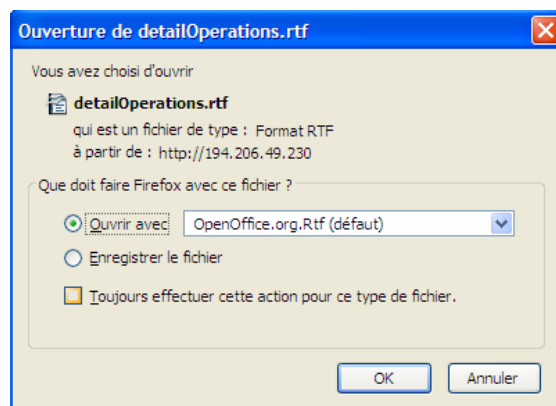 Ouverture de detailOperations.rtf
Vous avez choisi d'ouvrir
detailOperations.rtf
qui est un fichier de type : Format RTF
à partir de : http://194.206.49.230
Que doit faire Firefox avec ce fichier ?
Ouvrir avec OpenOffice.org.Rtf (défaut)
Enregistrer le fichier
Toujours effectuer cette action pour ce type de fichier.
OK Annuler